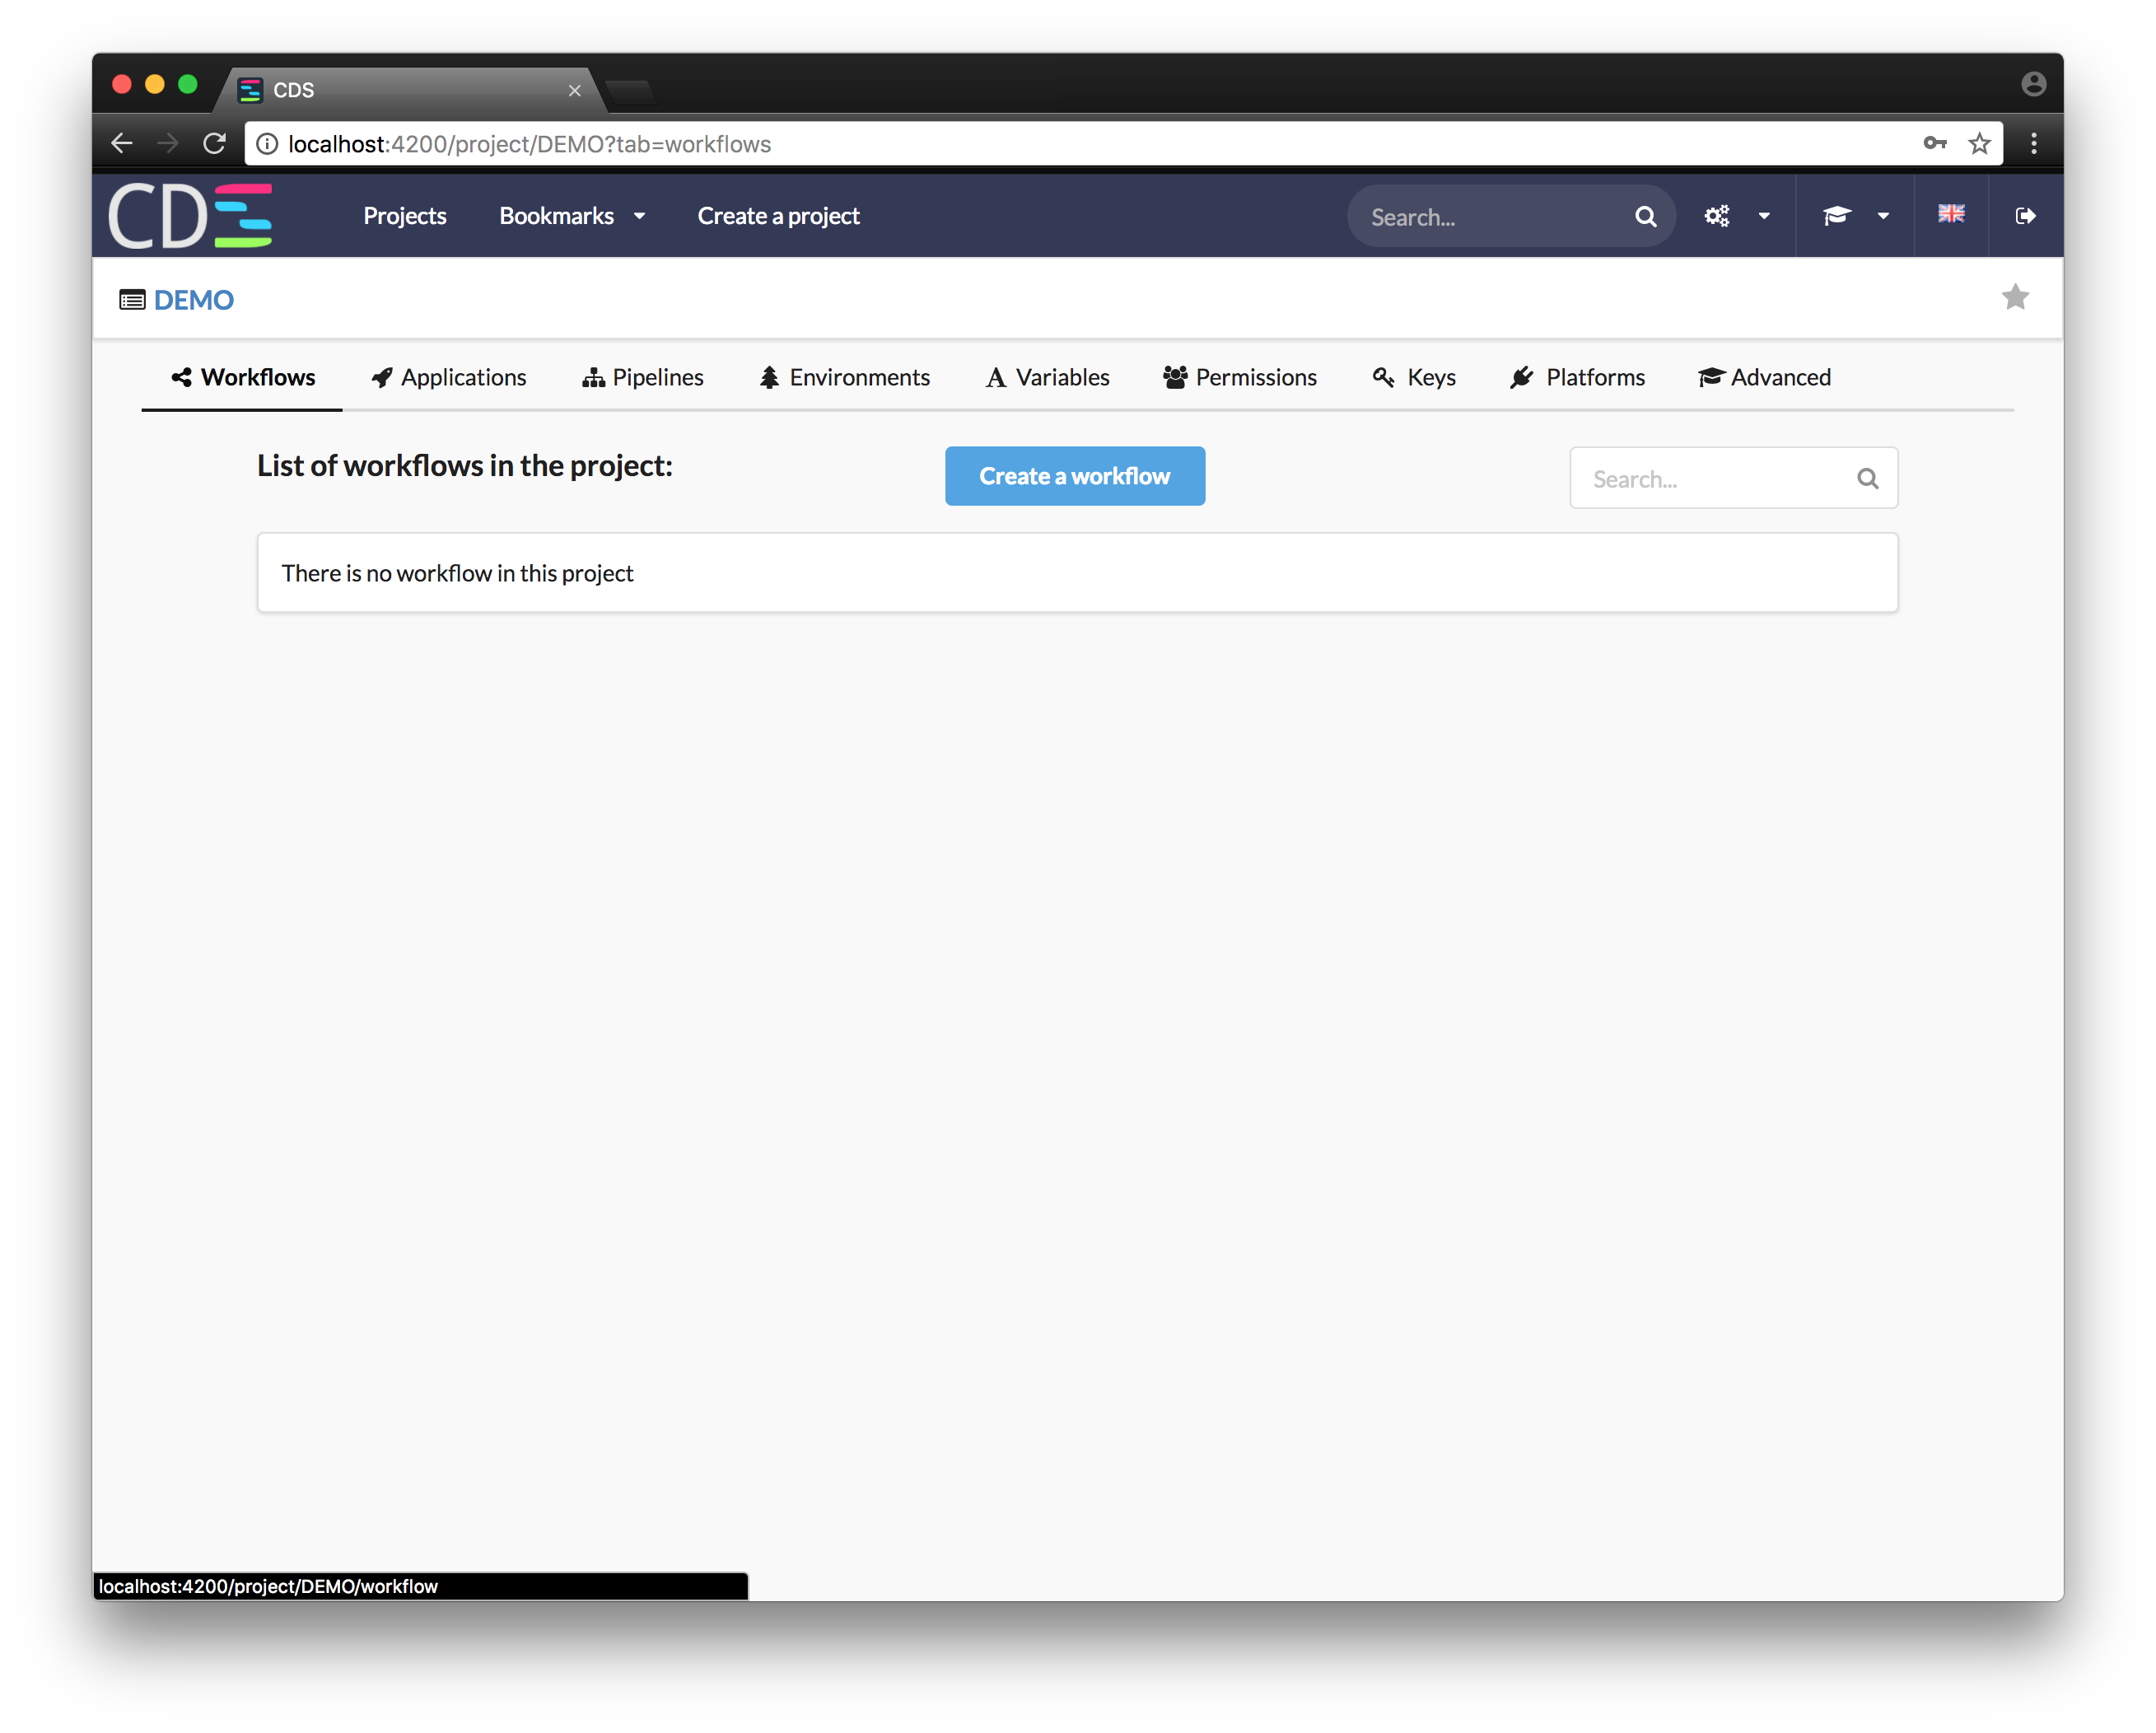 CDS
localhost:4200/project/DEMO?tab=workflows
CDS Projects Bookmarks Create a project Search...
DEMO
Workflows Applications Pipelines Environments Variables Permissions Keys Platforms Advanced
List of workflows in the project: Create a workflow Search...
There is no workflow in this project
localhost:4200/project/DEMO/workflow